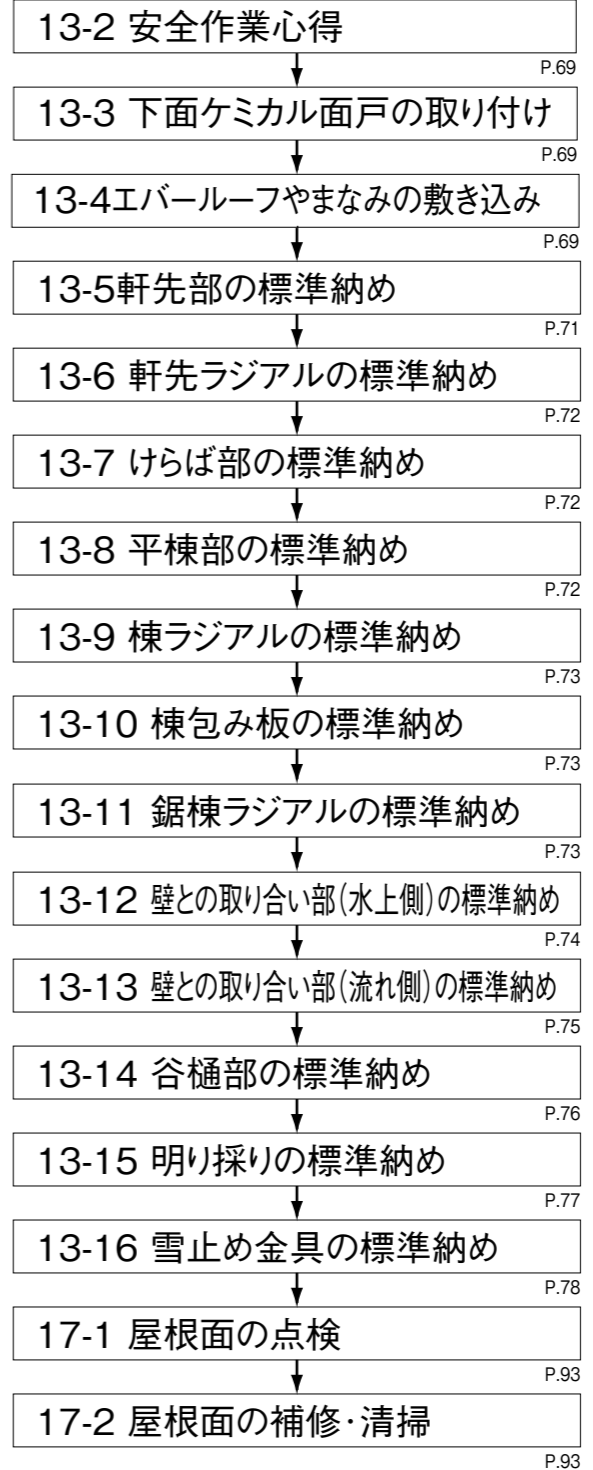 13-2 安全作業心得
P.69
13-3 下面ケミカル面戸の取り付け
P.69
13-4エバールーフやまなみの敷き込み
P.69
13-5軒先部の標準納め
P.71
13-6 軒先ラジアルの標準納め
P.72
13-7 けらば部の標準納め
P.72
13-8 平棟部の標準納め
P.72
13-9 棟ラジアルの標準納め
P.73
13-10 棟包み板の標準納め
P.73
13-11 鋸棟ラジアルの標準納め
P.73
13-12 壁との取り合い部(水上側)の標準納め
P.74
13-13 壁との取り合い部(流れ側)の標準納め
P.75
13-14 谷樋部の標準納め
P.76
13-15 明り採りの標準納め
P.77
13-16 雪止め金具の標準納め
P.78
17-1 屋根面の点検
P.93
17-2 屋根面の補修・清掃
P.93